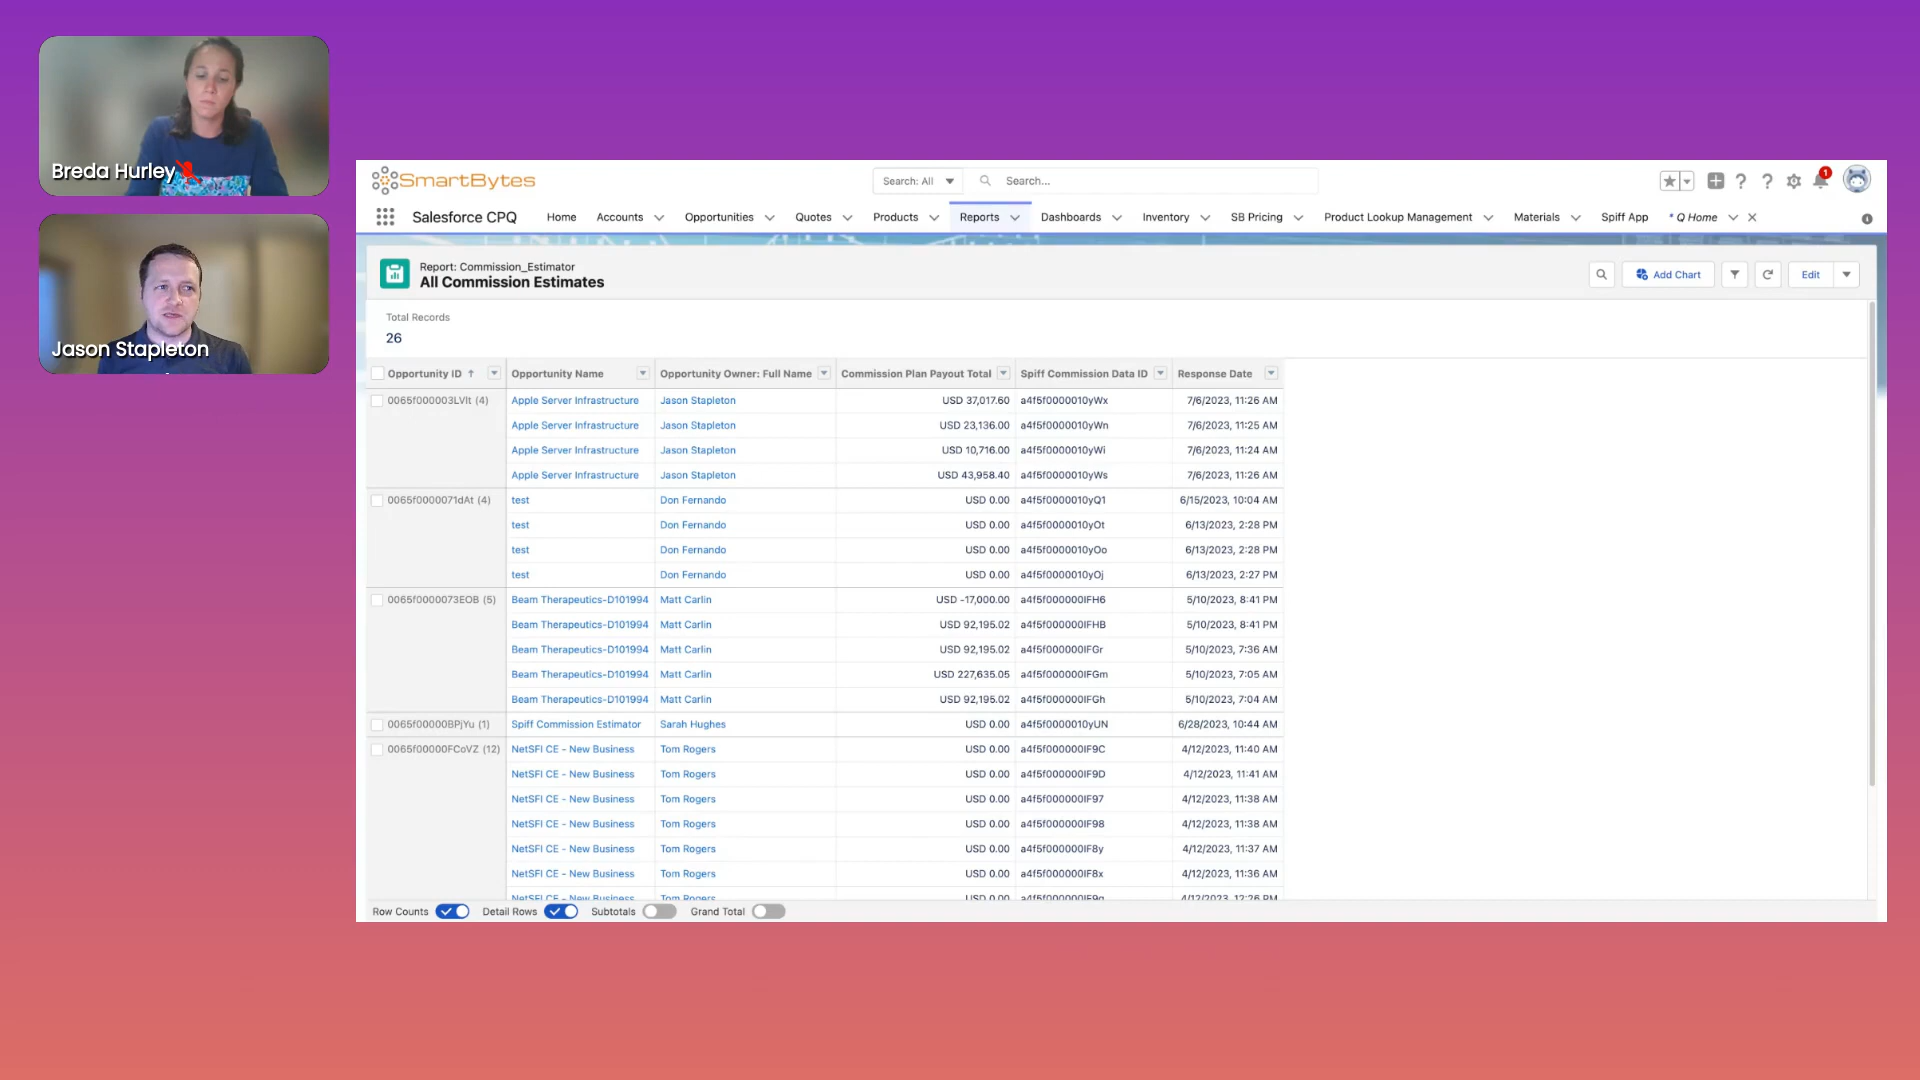 Breda Hurley
Jason Stapleton
SmartBytes
Search: All
Search...
1
Salesforce CPQ
Home
Accounts
Opportunities
Quotes
Products
Reports
Dashboards
Inventory
SB Pricing
Product Lookup Management
Materials
Spiff App
* Q Home
Report: Commission_Estimator
All Commission Estimates
Add Chart
Edit
Total Records
26
Opportunity ID ↑ Opportunity Name Opportunity Owner: Full Name Commission Plan Payout Total Spiff Commission Data ID Response Date
0065f000003LVIt (4) Apple Server Infrastructure Jason Stapleton USD 37,017.60 a4f5f0000010yWx 7/6/2023, 11:26 AM
Apple Server Infrastructure Jason Stapleton USD 23,136.00 a4f5f0000010yWn 7/6/2023, 11:25 AM
Apple Server Infrastructure Jason Stapleton USD 10,716.00 a4f5f0000010yWi 7/6/2023, 11:24 AM
Apple Server Infrastructure Jason Stapleton USD 43,958.40 a4f5f0000010yWs 7/6/2023, 11:26 AM
0065f0000071dAt (4) test Don Fernando USD 0.00 a4f5f0000010yQ1 6/15/2023, 10:04 AM
test Don Fernando USD 0.00 a4f5f0000010yOt 6/13/2023, 2:28 PM
test Don Fernando USD 0.00 a4f5f0000010yOo 6/13/2023, 2:28 PM
test Don Fernando USD 0.00 a4f5f0000010yOj 6/13/2023, 2:27 PM
0065f0000073EOB (5) Beam Therapeutics-D101994 Matt Carlin USD -17,000.00 a4f5f000000IFH6 5/10/2023, 8:41 PM
Beam Therapeutics-D101994 Matt Carlin USD 92,195.02 a4f5f000000IFHB 5/10/2023, 8:41 PM
Beam Therapeutics-D101994 Matt Carlin USD 92,195.02 a4f5f000000IFGr 5/10/2023, 7:36 AM
Beam Therapeutics-D101994 Matt Carlin USD 227,635.05 a4f5f000000IFGm 5/10/2023, 7:05 AM
Beam Therapeutics-D101994 Matt Carlin USD 92,195.02 a4f5f000000IFGh 5/10/2023, 7:04 AM
0065f00000BPjYu (1) Spiff Commission Estimator Sarah Hughes USD 0.00 a4f5f0000010yUN 6/28/2023, 10:44 AM
0065f00000FCoVZ (12) NetSFI CE - New Business Tom Rogers USD 0.00 a4f5f000000IF9C 4/12/2023, 11:40 AM
NetSFI CE - New Business Tom Rogers USD 0.00 a4f5f000000IF9D 4/12/2023, 11:41 AM
NetSFI CE - New Business Tom Rogers USD 0.00 a4f5f000000IF97 4/12/2023, 11:38 AM
NetSFI CE - New Business Tom Rogers USD 0.00 a4f5f000000IF98 4/12/2023, 11:38 AM
NetSFI CE - New Business Tom Rogers USD 0.00 a4f5f000000IF8y 4/12/2023, 11:37 AM
NetSFI CE - New Business Tom Rogers USD 0.00 a4f5f000000IF8x 4/12/2023, 11:36 AM
NetSFI CE - New Business Tom Rogers USD 0.00 4/12/2023, 12:26 PM
Row Counts
Detail Rows
Subtotals
Grand Total